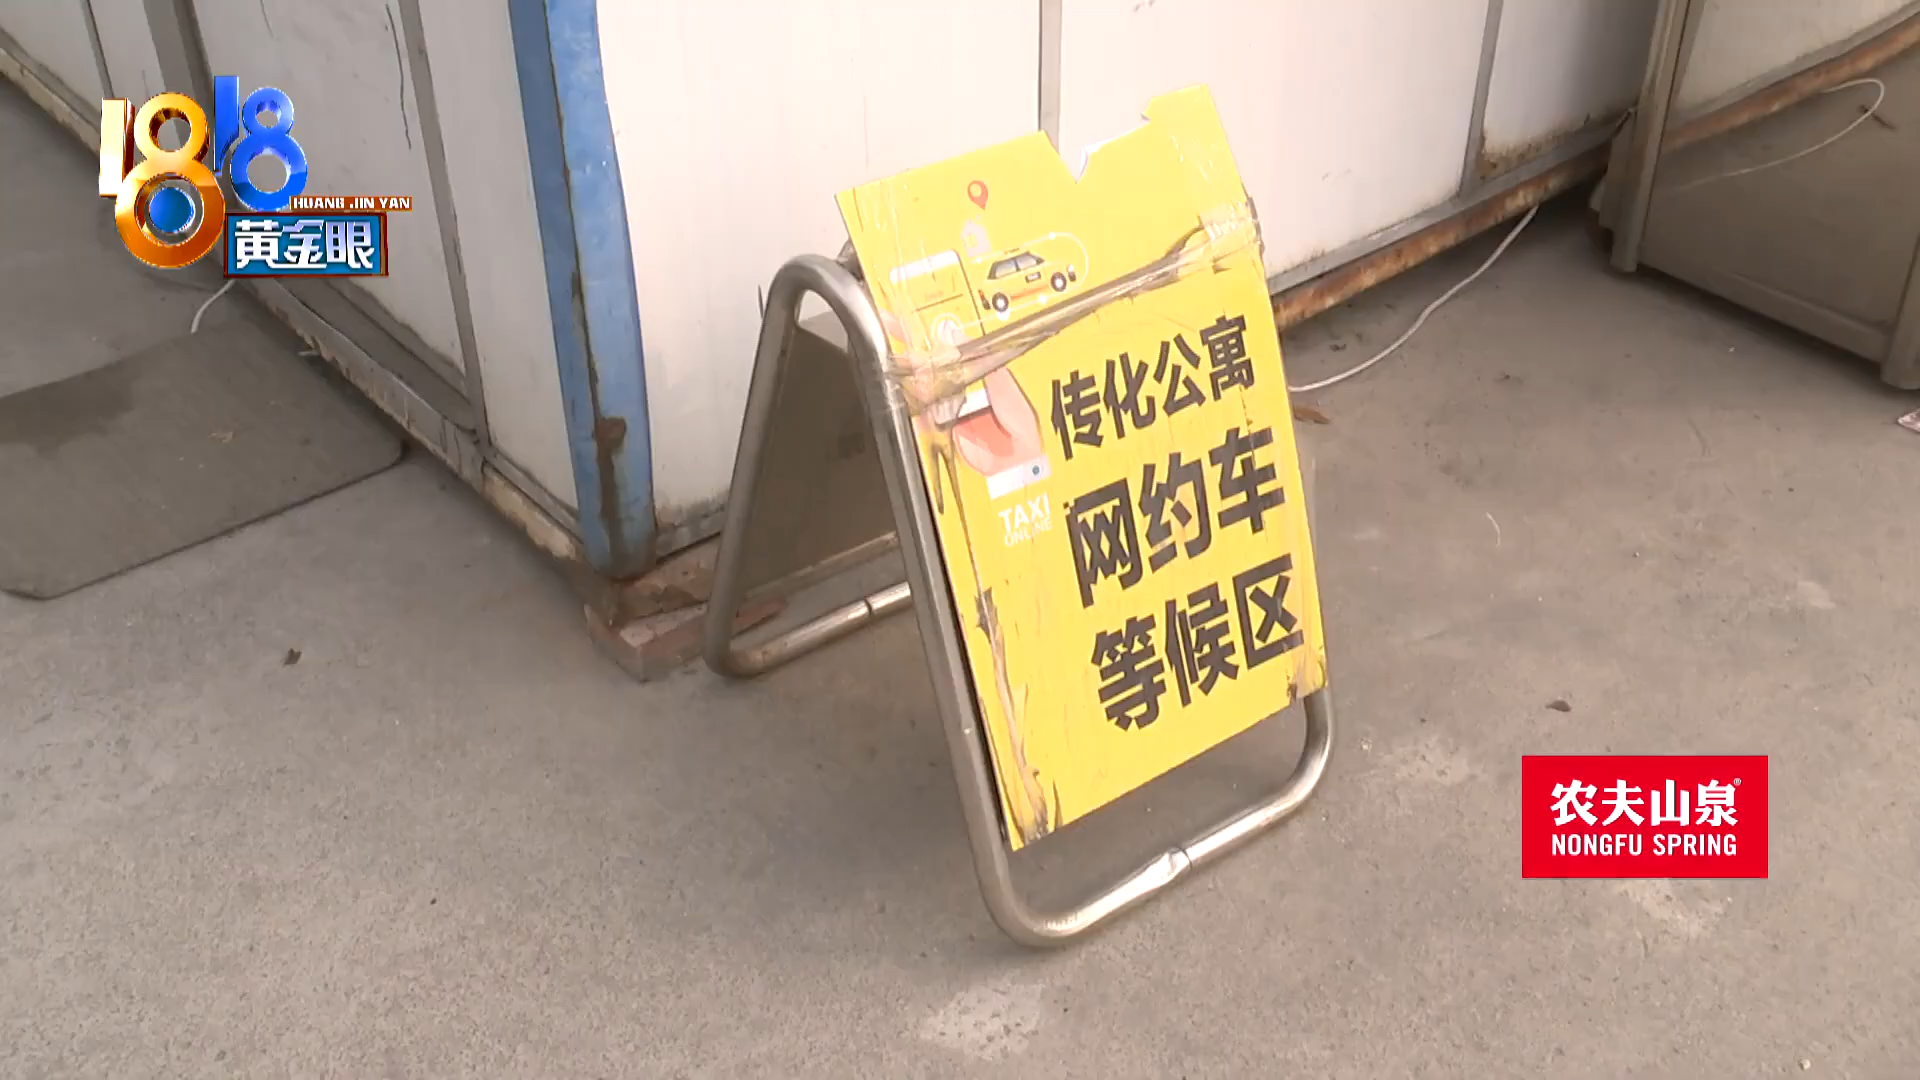 1818
HUANG JIN YAN
黄金眼
传化公寓
网约车
等候区
TAXI
ONLINE
农夫山泉®
NONGFU SPRING